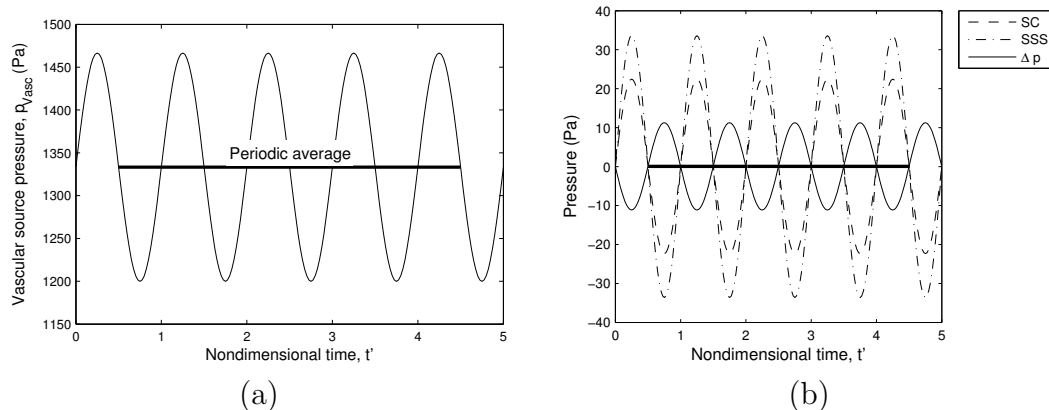 1500
1450
1400
1350
1300
1250
1200
1150
Vascular source pressure, pVasc (Pa)
Periodic average
0 1 2 3 4 5
Nondimensional time, t'
(a)
40
30
20
10
0
−10
−20
−30
−40
Pressure (Pa)
0 1 2 3 4 5
Nondimensional time, t'
(b)
SC
SSS
Δ p